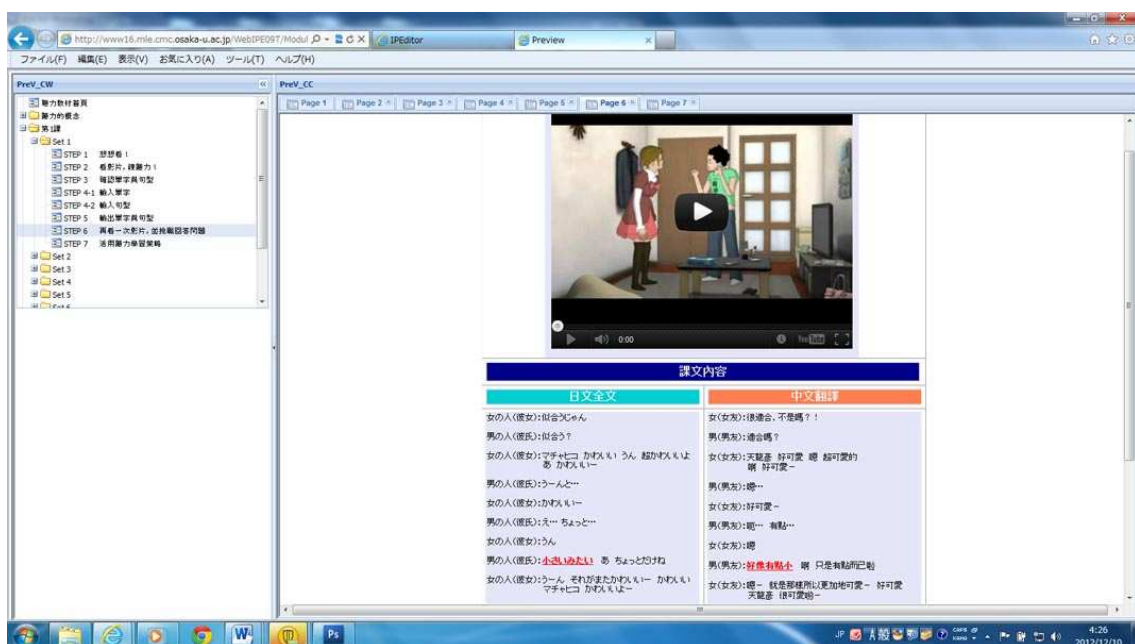 http://www16.mle.cmc.osaka-u.ac.jp/WebIPE09T/Modul
IPEditor
Preview
ファイル(F) 編集(E) 表示(V) お気に入り(A) ツール(T) ヘルプ(H)
PreV_CW
PreV_CC
Page 1
Page 2
Page 3
Page 4
Page 5
Page 6
Page 7
聽力教材首頁
聽力的概念
第1課
Set 1
STEP 1 想想看!
STEP 2 看影片,練聽力!
STEP 3 確認單字與句型
STEP 4-1 輸入單字
STEP 4-2 輸入句型
STEP 5 輸出單字與句型
STEP 6 再看一次影片,並挑戰回答問題
STEP 7 活用聽力學習策略
Set 2
Set 3
Set 4
Set 5
0:00
YouTube
課文內容
日文全文
女の人(彼女):似合うじゃん
男の人(彼氏):似合う?
女の人(彼女):マチャヒコ かわいい うん 超かわいいよ
あ かわいいー
男の人(彼氏):うーんと…
女の人(彼女):かわいいー
男の人(彼氏):え… ちょっと…
女の人(彼女):うん
男の人(彼氏):小さいみたい あ ちょっとだけね
女の人(彼女):うーん それがまたかわいいー かわいい
マチャヒコ かわいいよー
中文翻譯
女(女友):很適合,不是嗎?!
男(男友):適合嗎?
女(女友):天龍彥 好可愛 嗯 超可愛的
啊 好可愛~
男(男友):嗯…
女(女友):好可愛~
男(男友):呃… 有點…
女(女友):嗯
男(男友):好像有點小 啊 只是有點而已啦
女(女友):嗯~ 就是那樣所以更加地可愛~ 好可愛
天龍彥 很可愛喲~
JP
A 般
CAPS
KANA
4:26
2012/12/10